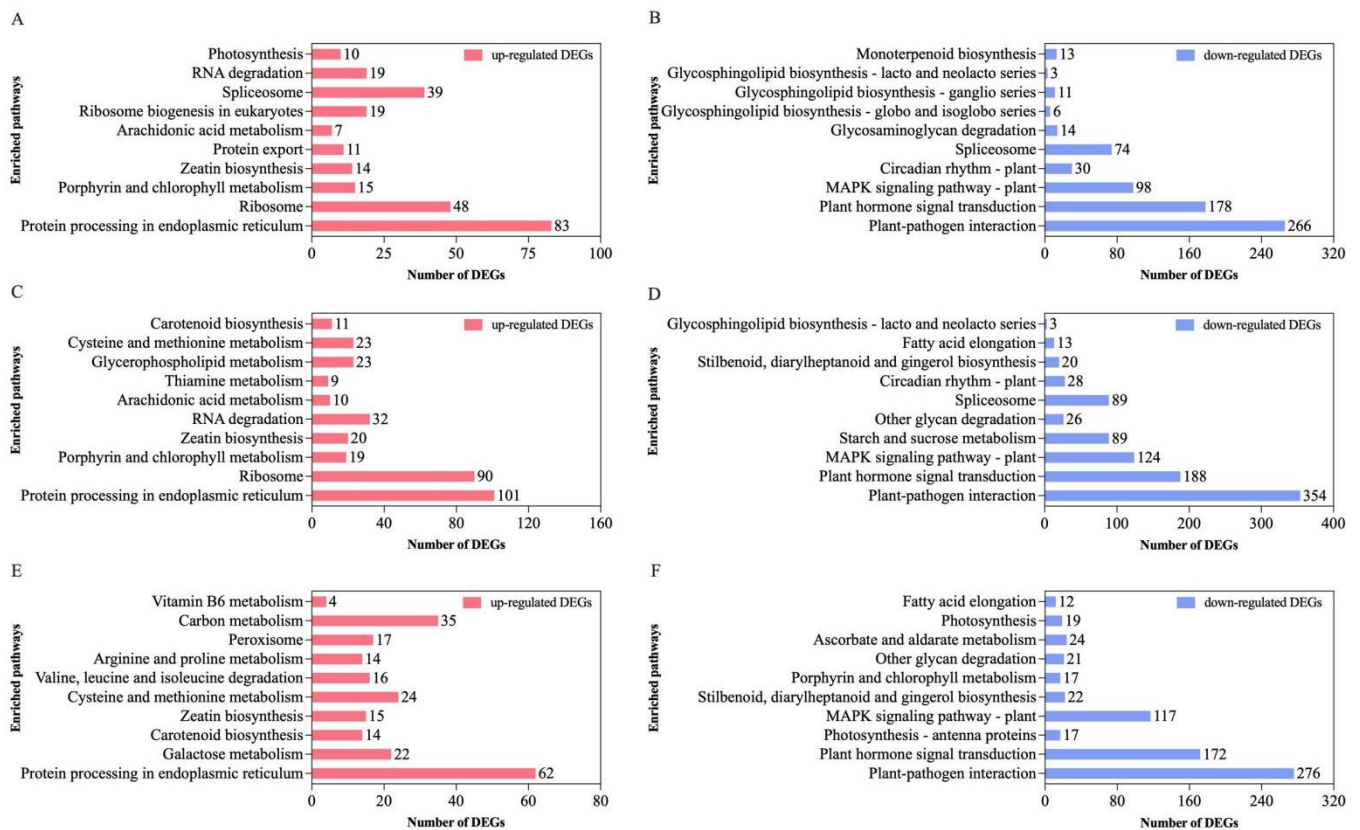 A
Enriched pathways
up-regulated DEGs
Photosynthesis 10
RNA degradation 19
Spliceosome 39
Ribosome biogenesis in eukaryotes 19
Arachidonic acid metabolism 7
Protein export 11
Zeatin biosynthesis 14
Porphyrin and chlorophyll metabolism 15
Ribosome 48
Protein processing in endoplasmic reticulum 83
0 25 50 75 100
Number of DEGs
B
Enriched pathways
down-regulated DEGs
Monoterpenoid biosynthesis 13
Glycosphingolipid biosynthesis - lacto and neolacto series 3
Glycosphingolipid biosynthesis - ganglio series 11
Glycosphingolipid biosynthesis - globo and isoglobo series 6
Glycosaminoglycan degradation 14
Spliceosome 74
Circadian rhythm - plant 30
MAPK signaling pathway - plant 98
Plant hormone signal transduction 178
Plant-pathogen interaction 266
0 80 160 240 320
Number of DEGs
C
Enriched pathways
up-regulated DEGs
Carotenoid biosynthesis 11
Cysteine and methionine metabolism 23
Glycerophospholipid metabolism 23
Thiamine metabolism 9
Arachidonic acid metabolism 10
RNA degradation 32
Zeatin biosynthesis 20
Porphyrin and chlorophyll metabolism 19
Ribosome 90
Protein processing in endoplasmic reticulum 101
0 40 80 120 160
Number of DEGs
D
Enriched pathways
down-regulated DEGs
Glycosphingolipid biosynthesis - lacto and neolacto series 3
Fatty acid elongation 13
Stilbenoid, diarylheptanoid and gingerol biosynthesis 20
Circadian rhythm - plant 28
Spliceosome 89
Other glycan degradation 26
Starch and sucrose metabolism 89
MAPK signaling pathway - plant 124
Plant hormone signal transduction 188
Plant-pathogen interaction 354
0 100 200 300 400
Number of DEGs
E
Enriched pathways
up-regulated DEGs
Vitamin B6 metabolism 4
Carbon metabolism 35
Peroxisome 17
Arginine and proline metabolism 14
Valine, leucine and isoleucine degradation 16
Cysteine and methionine metabolism 24
Zeatin biosynthesis 15
Carotenoid biosynthesis 14
Galactose metabolism 22
Protein processing in endoplasmic reticulum 62
0 20 40 60 80
Number of DEGs
F
Enriched pathways
down-regulated DEGs
Fatty acid elongation 12
Photosynthesis 19
Ascorbate and aldarate metabolism 24
Other glycan degradation 21
Porphyrin and chlorophyll metabolism 17
Stilbenoid, diarylheptanoid and gingerol biosynthesis 22
MAPK signaling pathway - plant 117
Photosynthesis - antenna proteins 17
Plant hormone signal transduction 172
Plant-pathogen interaction 276
0 80 160 240 320
Number of DEGs